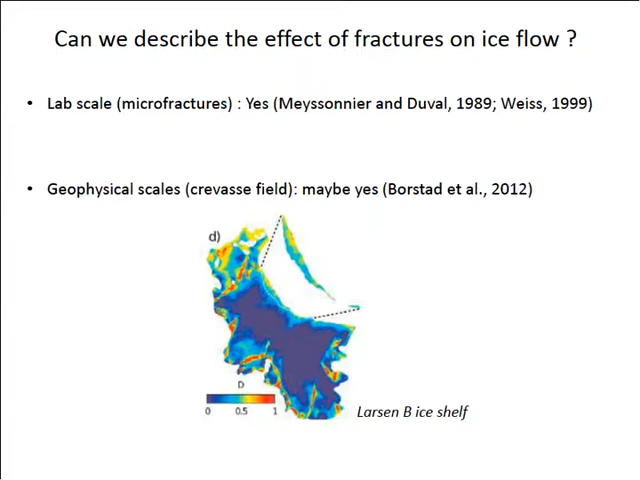 Can we describe the effect of fractures on ice flow ?
• Lab scale (microfractures) : Yes (Meyssonnier and Duval, 1989; Weiss, 1999)
• Geophysical scales (crevasse field): maybe yes (Borstad et al., 2012)
d)
D
0 0.5 1
Larsen B ice shelf